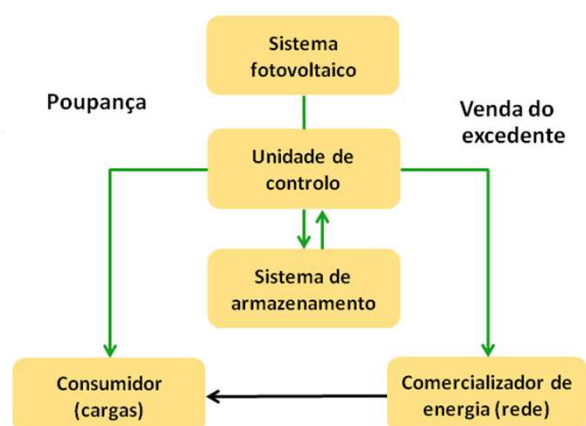 Sistema
fotovoltaico
Poupança
Venda do
excedente
Unidade de
controlo
Sistema de
armazenamento
Consumidor
(cargas)
Comercializador de
energia (rede)